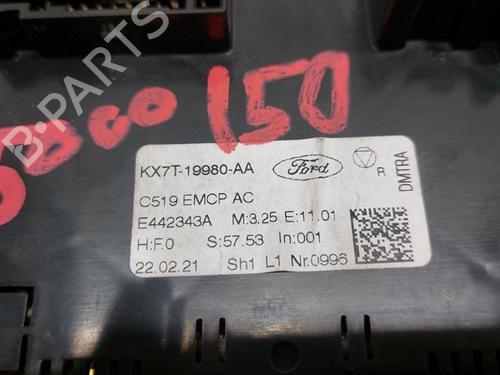 B-PARTS
000 150
KX7T-19980-AA
Ford
R
C519 EMCP AC
DMTRA
E442343A M:3.25 E:11.01
H:F.0 S:57.53 In:001
22.02.21 Sh1 L1 Nr.0996